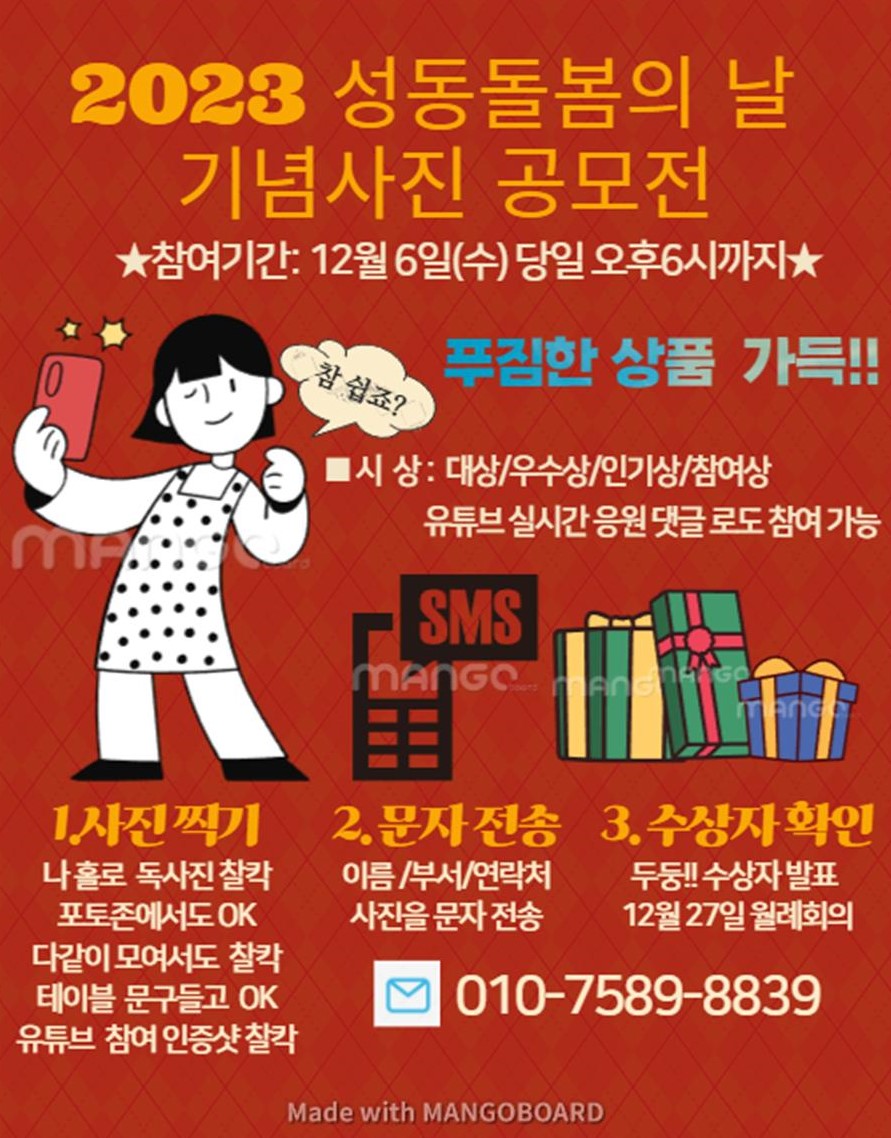 2023 성동돌봄의 날
기념사진 공모전
★참여기간: 12월 6일(수) 당일 오후6시까지★
참 쉽죠?
푸짐한 상품 가득!!
■시 상: 대상/우수상/인기상/참여상
유튜브 실시간 응원 댓글 로도 참여 가능
SMS
mango
mango
mango
mango
mango
1.사진 찍기
나 홀로 독사진 찰칵
포토존에서도 OK
다같이 모여서도 찰칵
테이블 문구들고 OK
유튜브 참여 인증샷 찰칵
2. 문자 전송
이름 /부서/연락처
사진을 문자 전송
3. 수상자 확인
두둥!! 수상자 발표
12월 27일 월례회의
010-7589-8839
Made with MANGOBOARD